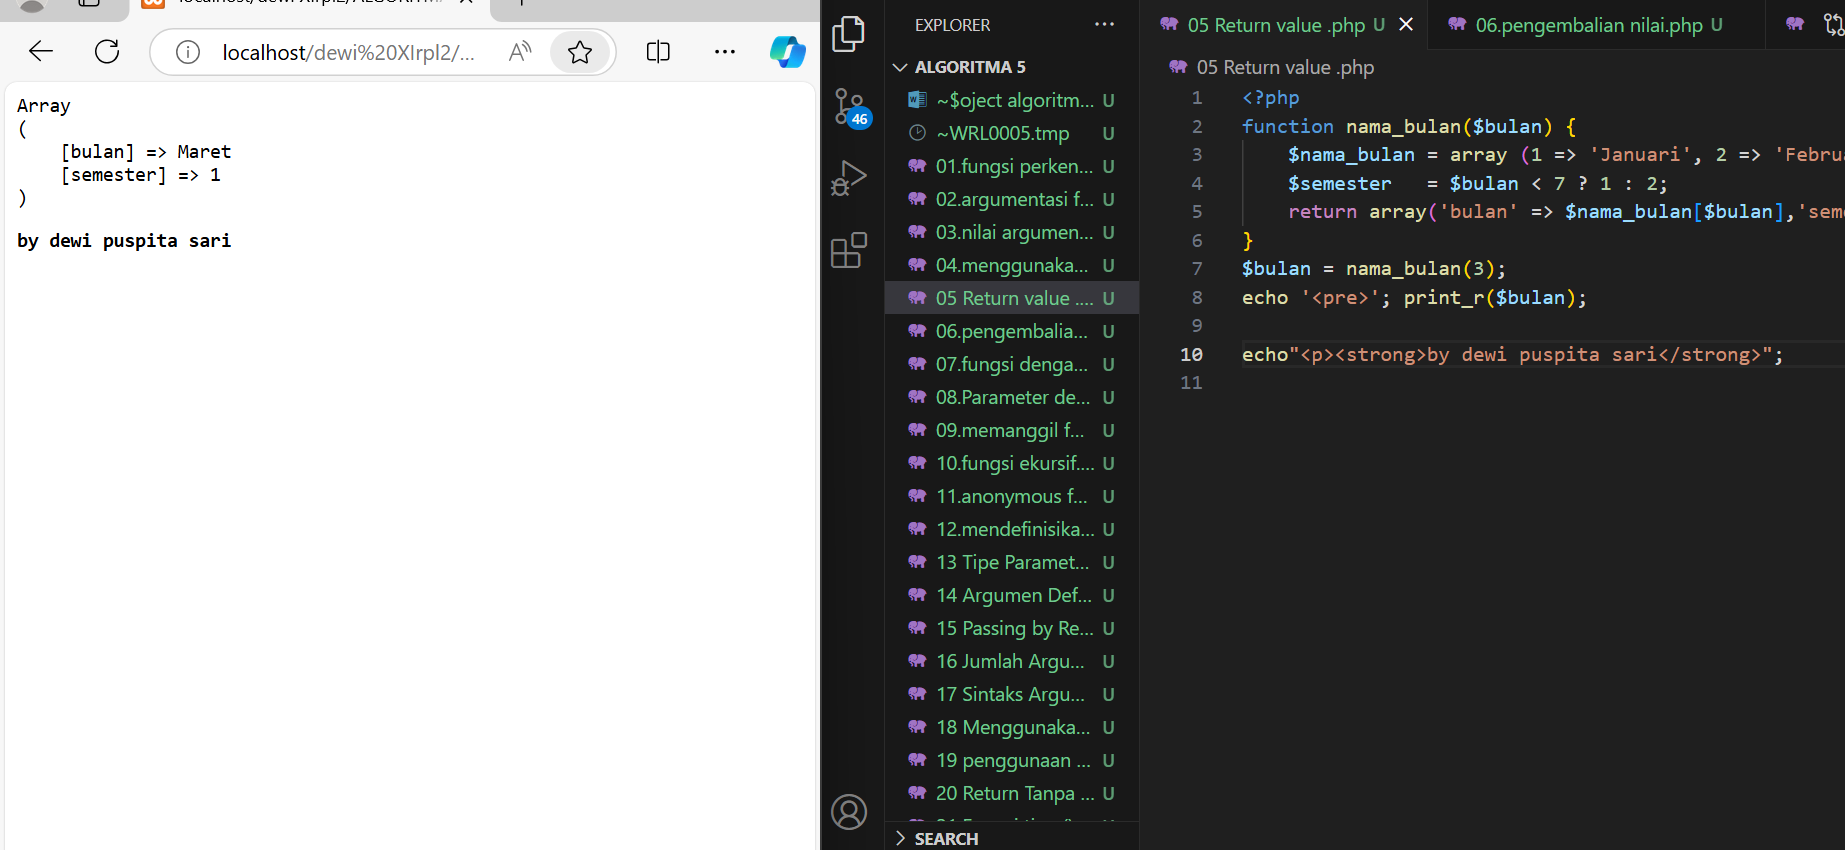 localhost/dewi%20XIrpl2/...
Array
(
[bulan] => Maret
[semester] => 1
)
by dewi puspita sari
46
EXPLORER
ALGORITMA 5
~$oject algoritm... U
~WRL0005.tmp U
01.fungsi perken... U
02.argumentasi f... U
03.nilai argumen... U
04.menggunaka... U
05 Return value .... U
06.pengembalia... U
07.fungsi denga... U
08.Parameter de... U
09.memanggil f... U
10.fungsi ekursif.... U
11.anonymous f... U
12.mendefinisika... U
13 Tipe Paramet... U
14 Argumen Def... U
15 Passing by Re... U
16 Jumlah Argu... U
17 Sintaks Argu... U
18 Menggunaka... U
19 penggunaan ... U
20 Return Tanpa ... U
SEARCH
05 Return value .php U
06.pengembalian nilai.php U
05 Return value .php
1 <?php
2 function nama_bulan($bulan) {
3 $nama_bulan = array (1 => 'Januari', 2 => 'Febru
4 $semester = $bulan < 7 ? 1 : 2;
5 return array('bulan' => $nama_bulan[$bulan],'sem
6 }
7 $bulan = nama_bulan(3);
8 echo '<pre>'; print_r($bulan);
9
10 echo"<p><strong>by dewi puspita sari</strong>";
11